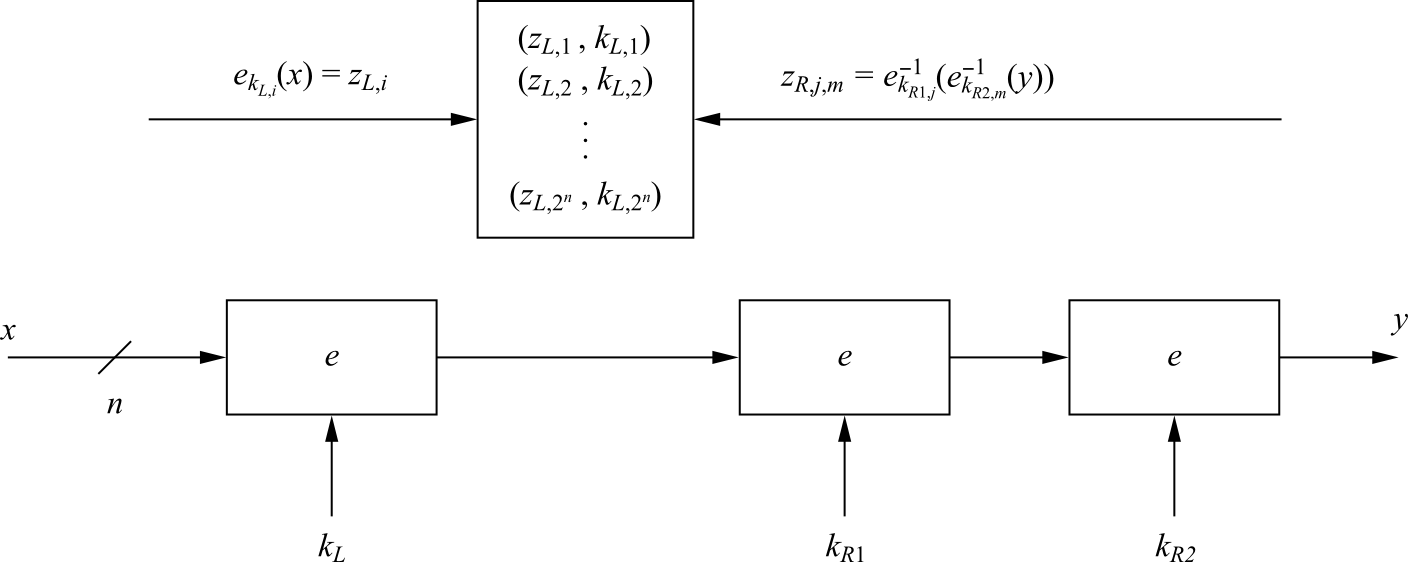 e_{k_{L,i}}(x) = z_{L,i}
(z_{L,1} , k_{L,1})
(z_{L,2} , k_{L,2})
⋮
(z_{L,2^n} , k_{L,2^n})
z_{R,j,m} = e^{-1}_{k_{R1,j}}(e^{-1}_{k_{R2,m}}(y))
x
n
e
e
e
y
k_L
k_{R1}
k_{R2}